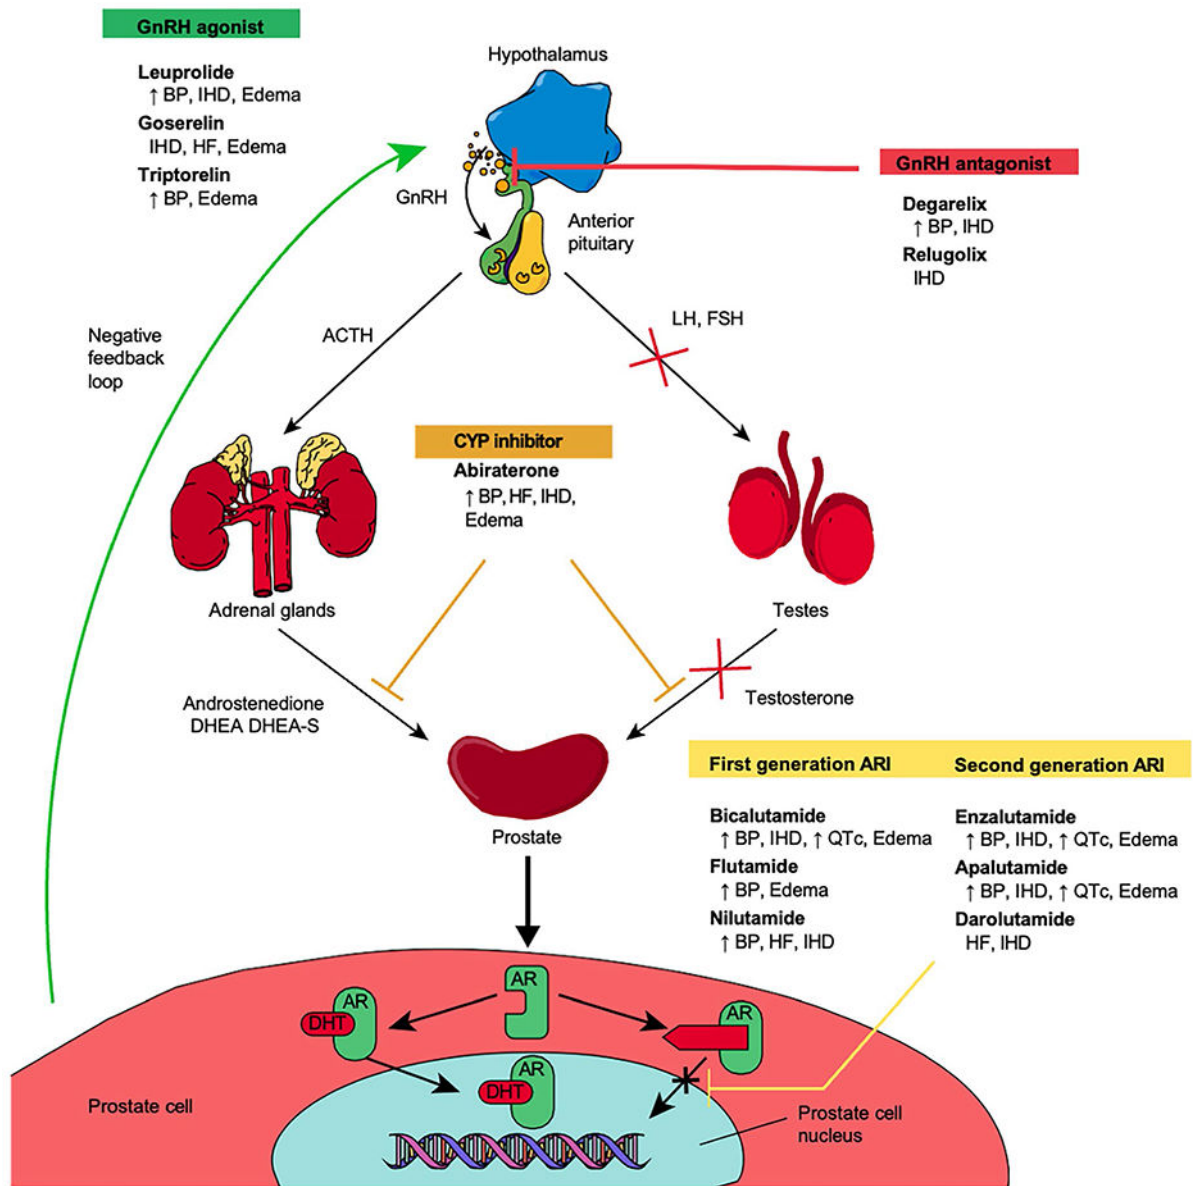 GnRH agonist
Leuprolide
↑ BP, IHD, Edema
Goserelin
IHD, HF, Edema
Triptorelin
↑ BP, Edema
Hypothalamus
GnRH
Anterior
pituitary
GnRH antagonist
Degarelix
↑ BP, IHD
Relugolix
IHD
Negative
feedback
loop
ACTH
LH, FSH
CYP inhibitor
Abiraterone
↑ BP, HF, IHD,
Edema
Adrenal glands
Testes
Androstenedione
DHEA DHEA-S
Testosterone
Prostate
First generation ARI
Bicalutamide
↑ BP, IHD, ↑ QTc, Edema
Flutamide
↑ BP, Edema
Nilutamide
↑ BP, HF, IHD
Second generation ARI
Enzalutamide
↑ BP, IHD, ↑ QTc, Edema
Apalutamide
↑ BP, IHD, ↑ QTc, Edema
Darolutamide
HF, IHD
AR
AR
DHT
AR
AR
DHT
Prostate cell
Prostate cell
nucleus